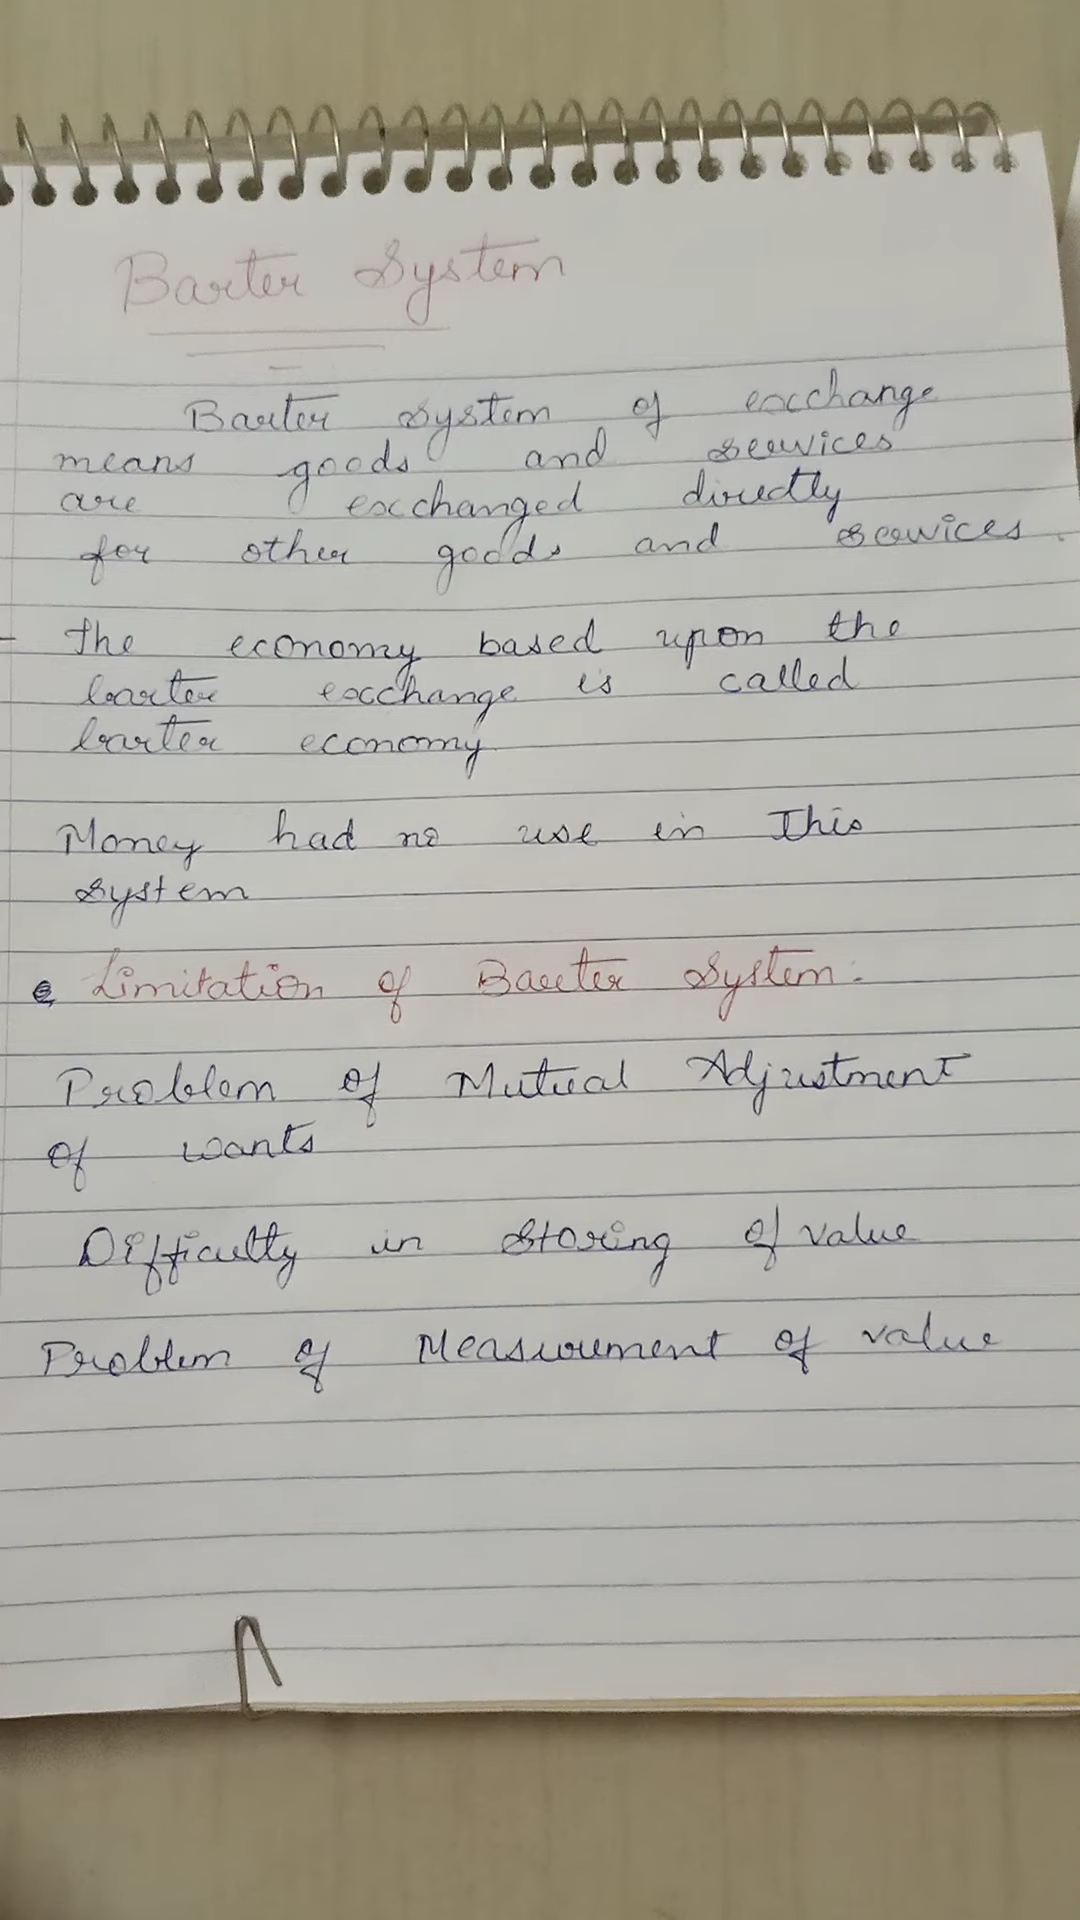 Barter System
Barter system of exchange
means goods and services
are exchanged directly
for other goods and services
- the economy based upon the
barter exchange is called
barter economy
Money had no use in This
system
Limitation of Barter System.
Problem of Mutual Adjustment
of wants
Difficulty in Storing of value
Problem of Measurement of value